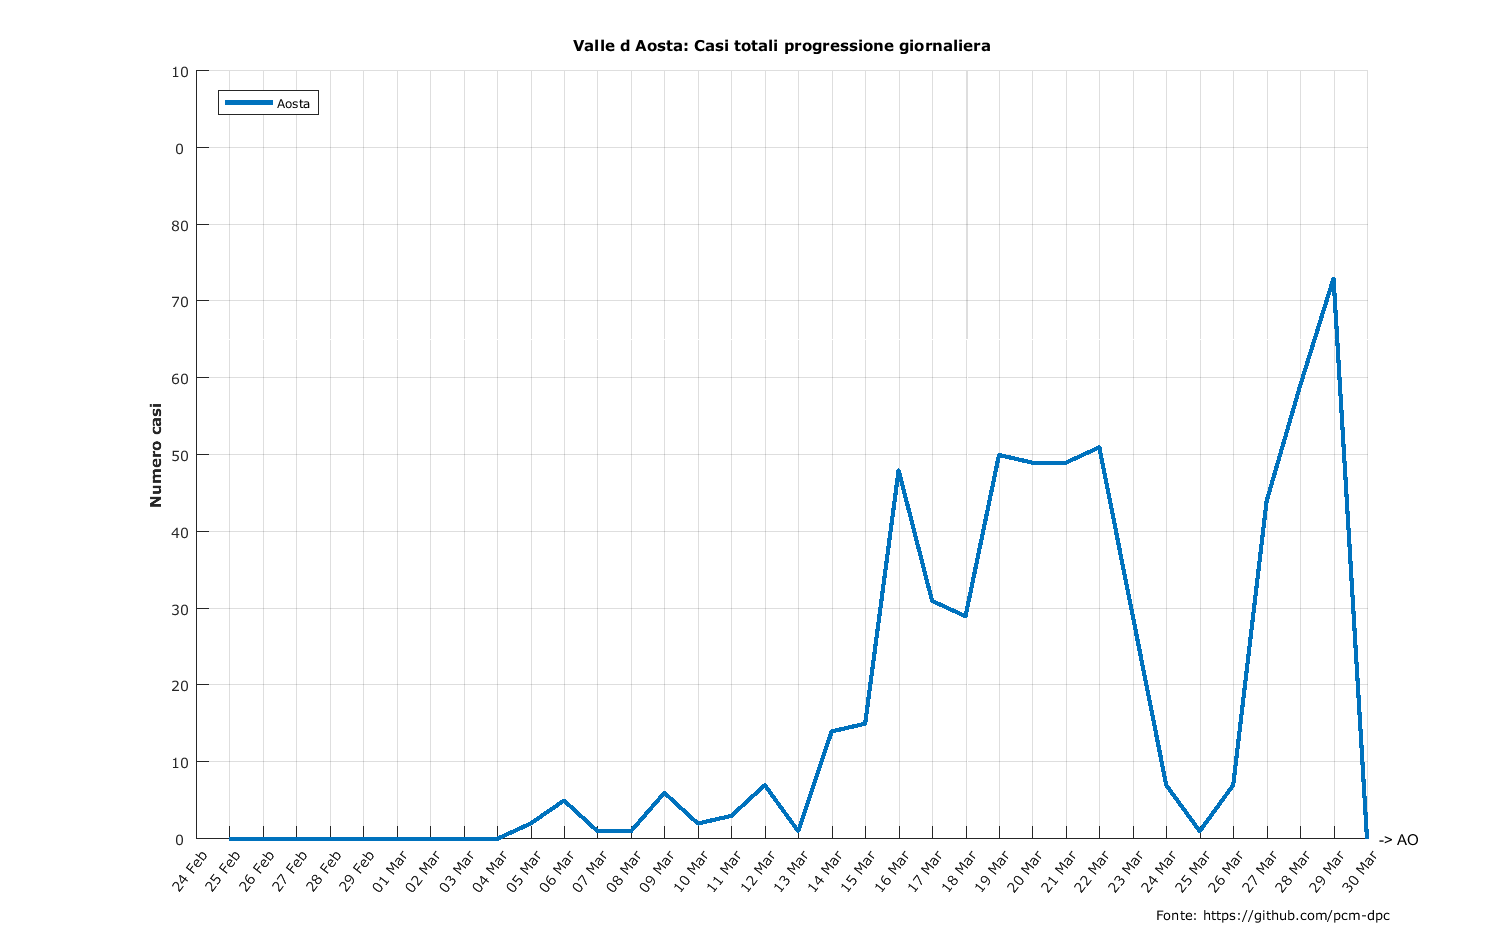 Valle d Aosta: Casi totali progressione giornaliera
10
Aosta
0
80
70
60
50
40
30
20
10
0
Numero casi
-> AO
24 Feb
25 Feb
26 Feb
27 Feb
28 Feb
29 Feb
01 Mar
02 Mar
03 Mar
04 Mar
05 Mar
06 Mar
07 Mar
08 Mar
09 Mar
10 Mar
11 Mar
12 Mar
13 Mar
14 Mar
15 Mar
16 Mar
17 Mar
18 Mar
19 Mar
20 Mar
21 Mar
22 Mar
23 Mar
24 Mar
25 Mar
26 Mar
27 Mar
28 Mar
29 Mar
30 Mar
Fonte: https://github.com/pcm-dpc